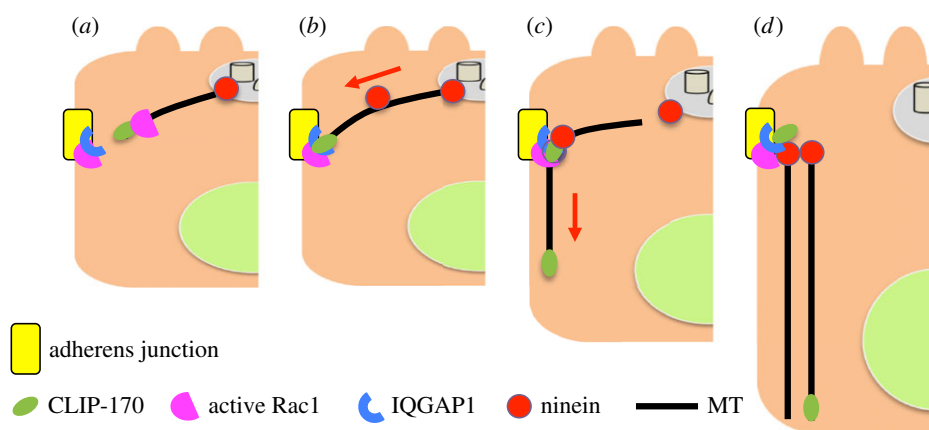 (a) (b) (c) (d)
adherens junction
CLIP-170 active Rac1 IQGAP1 ninein MT